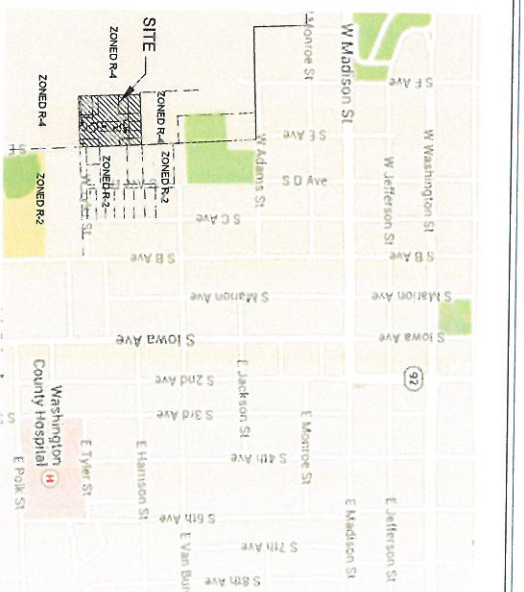 SITE
ZONED R-4
ZONED R-4
ZONED R-4
ZONED R-2
ZONED R-2
ZONED R-2
W Monroe St
W Madison St
S F Ave
S E Ave
W Washington St
W Jefferson St
W Adams St
S D Ave
S C Ave
S B Ave
S B Ave
S Marion Ave
S Marion Ave
S Iowa Ave
S Iowa Ave
92
S 2nd Ave
S 3rd Ave
E Jackson St
S 4th Ave
E Monroe St
Washington
County Hospital
H
E Polk St
E Tyler St
E Harrison St
S 6th Ave
S 7th Ave
E Madison St
E Jefferson St
E Van Bur
S 8th Ave